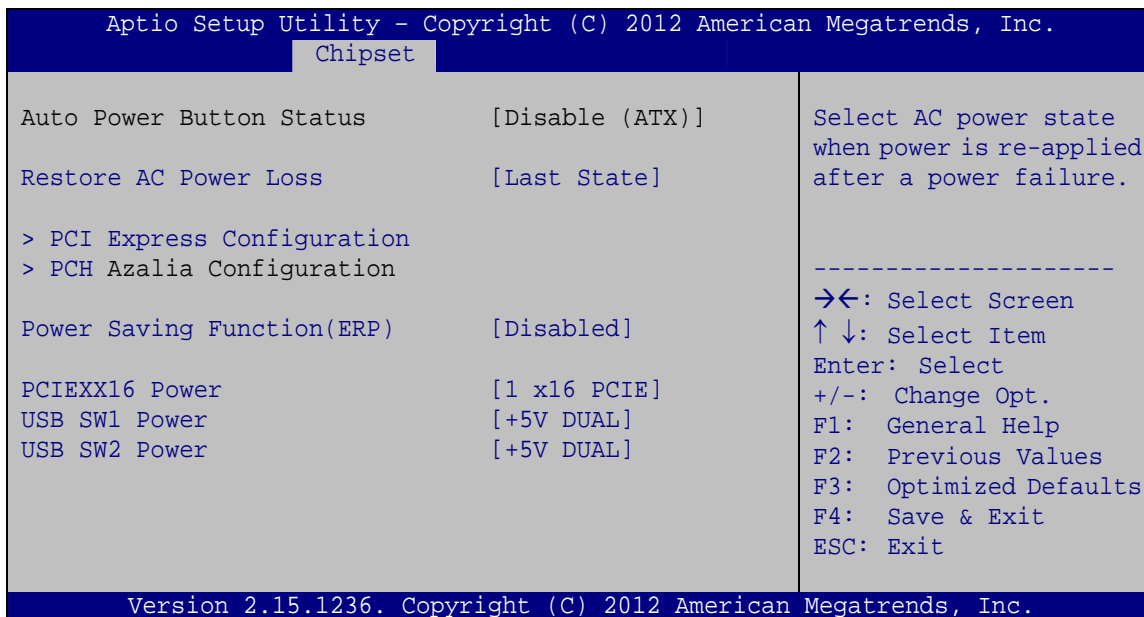 Aptio Setup Utility – Copyright (C) 2012 American Megatrends, Inc.
Chipset
Auto Power Button Status [Disable (ATX)]
Restore AC Power Loss [Last State]
> PCI Express Configuration
> PCH Azalia Configuration
Power Saving Function(ERP) [Disabled]
PCIEXX16 Power [1 x16 PCIE]
USB SW1 Power [+5V DUAL]
USB SW2 Power [+5V DUAL]
Select AC power state
when power is re-applied
after a power failure.
---------------------
→←: Select Screen
↑ ↓: Select Item
Enter: Select
+/-: Change Opt.
F1: General Help
F2: Previous Values
F3: Optimized Defaults
F4: Save & Exit
ESC: Exit
Version 2.15.1236. Copyright (C) 2012 American Megatrends, Inc.